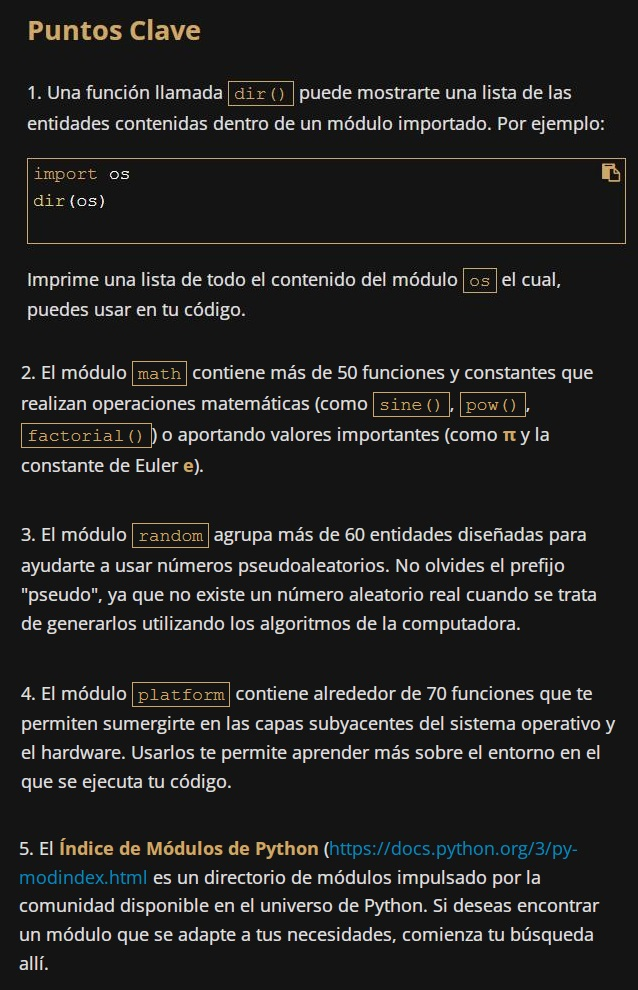 Puntos Clave
1. Una función llamada dir() puede mostrarte una lista de las
entidades contenidas dentro de un módulo importado. Por ejemplo:
import os
dir(os)
Imprime una lista de todo el contenido del módulo os el cual,
puedes usar en tu código.
2. El módulo math contiene más de 50 funciones y constantes que
realizan operaciones matemáticas (como sine(), pow(),
factorial()) o aportando valores importantes (como π y la
constante de Euler e).
3. El módulo random agrupa más de 60 entidades diseñadas para
ayudarte a usar números pseudoaleatorios. No olvides el prefijo
"pseudo", ya que no existe un número aleatorio real cuando se trata
de generarlos utilizando los algoritmos de la computadora.
4. El módulo platform contiene alrededor de 70 funciones que te
permiten sumergirte en las capas subyacentes del sistema operativo y
el hardware. Usarlos te permite aprender más sobre el entorno en el
que se ejecuta tu código.
5. El Índice de Módulos de Python (https://docs.python.org/3/py-
modindex.html es un directorio de módulos impulsado por la
comunidad disponible en el universo de Python. Si deseas encontrar
un módulo que se adapte a tus necesidades, comienza tu búsqueda
allí.